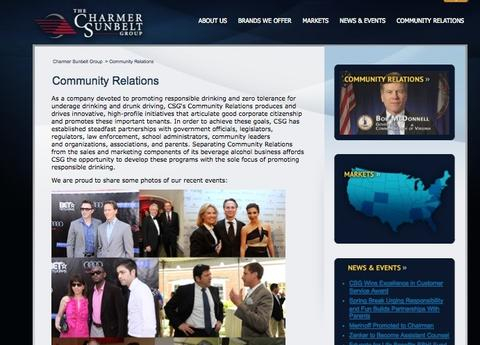 THE
CHARMER
SUNBELT
GROUP
ABOUT US
BRANDS WE OFFER
MARKETS
NEWS & EVENTS
COMMUNITY RELATIONS
Charmer Sunbelt Group > Community Relations
Community Relations
As a company devoted to promoting responsible drinking and zero tolerance for
underage drinking and drunk driving, CSG's Community Relations produces and
drives innovative, high-profile initiatives that articulate good corporate citizenship
and promotes these important tenants. In order to achieve these goals, CSG has
established steadfast partnerships with government officials, legislators,
regulators, law enforcement, school administrators, community leaders
and organizations, associations, and parents. Separating Community Relations
from the sales and marketing components of its beverage alcohol business affords
CSG the opportunity to develop these programs with the sole focus of promoting
responsible drinking.
We are proud to share some photos of our recent events:
BET
COMMUNITY RELATIONS »
BOB MCDONNELL
MARKETS »
NEWS & EVENTS »
CSG Wins Excellence in Customer
Service Award
Spring Break Urging Responsibility
and Fun Builds Partnerships With
Parents
Merinoff Promoted to Chairman
Zenker to Become Assistant Counsel